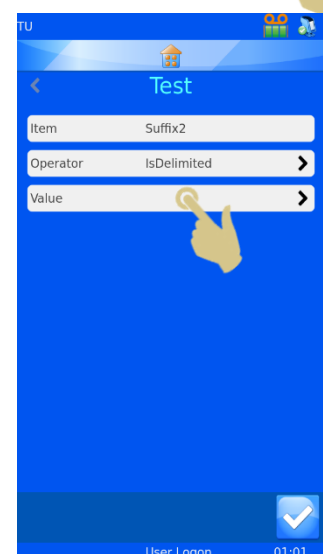 TU
Test
Item Suffix2
Operator IsDelimited
Value
User Logon 01:01